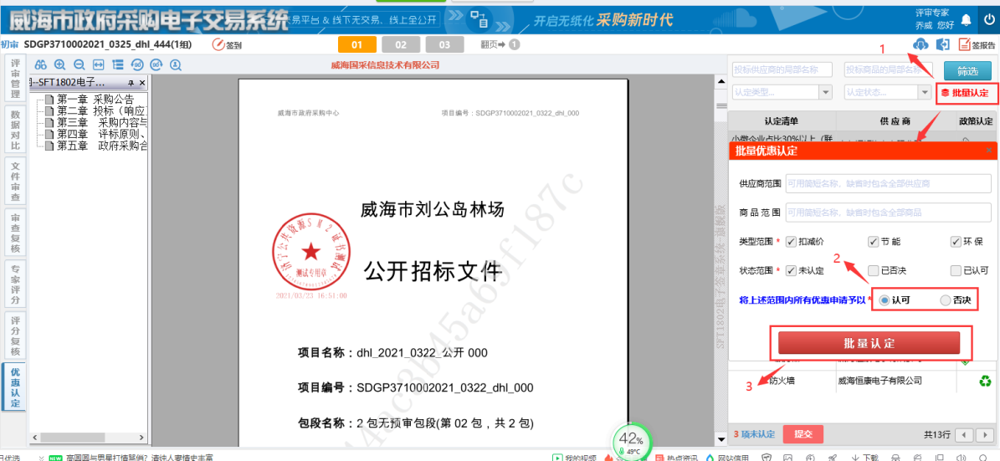 威海市政府采购电子交易系统
易平台 & 线下无交易、线上全公开
开启无纸化 采购新时代
评审专家
乔威 您好
初审 SDGP3710002021_0325_dhl_444(1组)
签到
01
02
03
翻页
1
签报告
评审管理
数据对比
文件审查
审查复核
专家评分
评分复核
优惠认定
威海国采信息技术有限公司
--SFT1802电子...
第一章 采购公告
第二章 投标（响应
第三章 采购内容与
第四章 评标原则、
第五章 政府采购合
威海市政府采购中心
项目编号：SDGP3710002021_0322_dhl_000
威海市刘公岛林场
公开招标文件
测试专用章
2021/03/23 16:51:00
项目名称：dhl_2021_0322_公开 000
项目编号：SDGP3710002021_0322_dhl_000
包段名称：2 包无预审包段(第 02 包，共 2 包)
SFT1802电子签章系统-旗舰版
1
投标供应商的局部名称
投标商品的局部名称
筛选
认定类型...
认定状态...
批量认定
认定清单
供 应 商
政策认定
小微企业占比30%以上（联
批量优惠认定
供应商范围
可用简短名称、缺省时包含全部供应商
商 品 范 围
可用简短名称、缺省时包含全部商品
类型范围 * 扣减价 节 能 环 保
2
状态范围 * 未认定 已否决 已认可
将上述范围内所有优惠申请予以 * 认可 否决
批量认定
3
防火墙
威海恒康电子有限公司
3 项未认定
提交
共13行
42%
49℃
日优选
NEW
高圆圆与男星打情骂俏？
我的视频
热点资讯
网站信用
下载